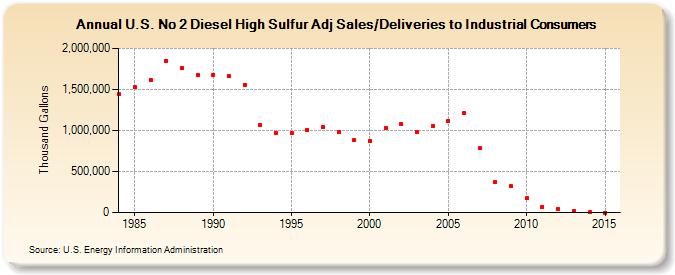 Annual U.S. No 2 Diesel High Sulfur Adj Sales/Deliveries to Industrial Consumers
Thousand Gallons
2,000,000
1,500,000
1,000,000
500,000
0
1985 1990 1995 2000 2005 2010 2015
Source: U.S. Energy Information Administration